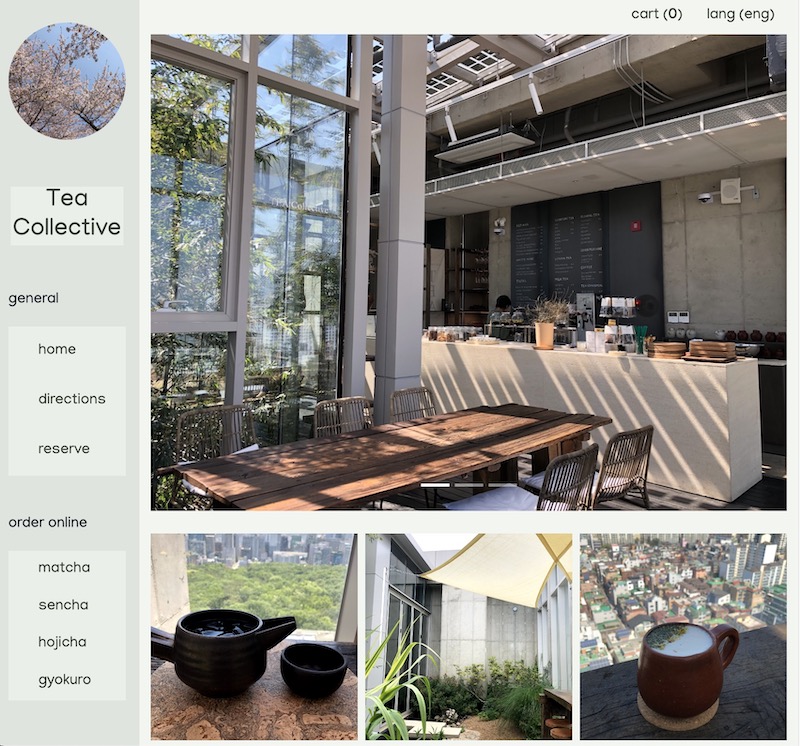 cart (0)
lang (eng)
Tea
Collective
general
home
directions
reserve
order online
matcha
sencha
hojicha
gyokuro